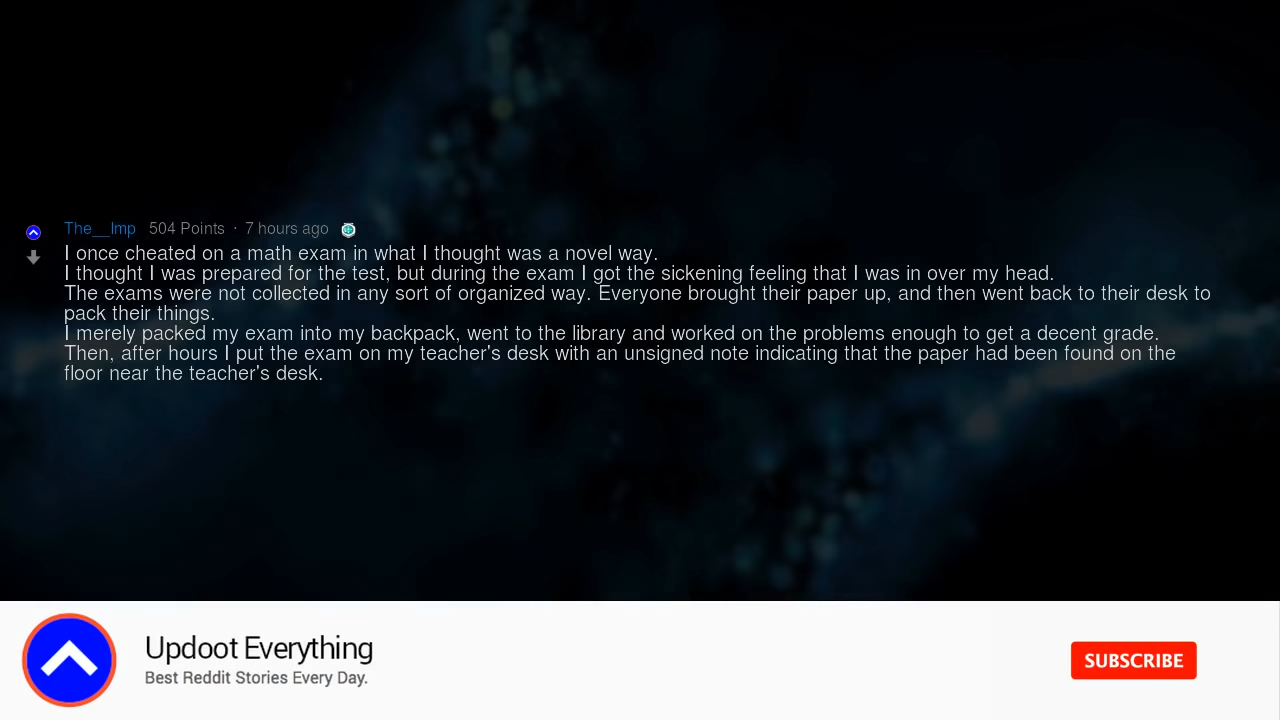 The__Imp 504 Points · 7 hours ago
I once cheated on a math exam in what I thought was a novel way.
I thought I was prepared for the test, but during the exam I got the sickening feeling that I was in over my head.
The exams were not collected in any sort of organized way. Everyone brought their paper up, and then went back to their desk to
pack their things.
I merely packed my exam into my backpack, went to the library and worked on the problems enough to get a decent grade.
Then, after hours I put the exam on my teacher's desk with an unsigned note indicating that the paper had been found on the
floor near the teacher's desk.
Updoot Everything
Best Reddit Stories Every Day.
SUBSCRIBE